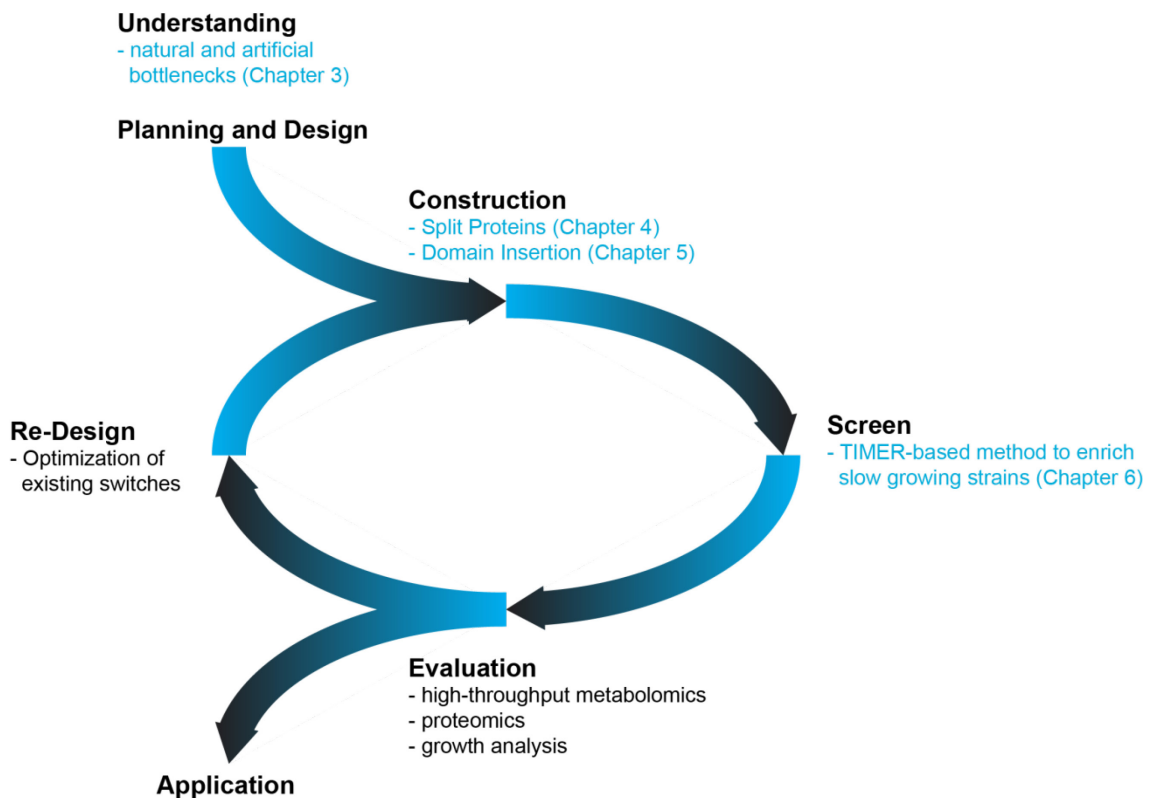 Understanding
- natural and artificial
bottlenecks (Chapter 3)
Planning and Design
Construction
- Split Proteins (Chapter 4)
- Domain Insertion (Chapter 5)
Screen
- TIMER-based method to enrich
slow growing strains (Chapter 6)
Re-Design
- Optimization of
existing switches
Evaluation
- high-throughput metabolomics
- proteomics
- growth analysis
Application